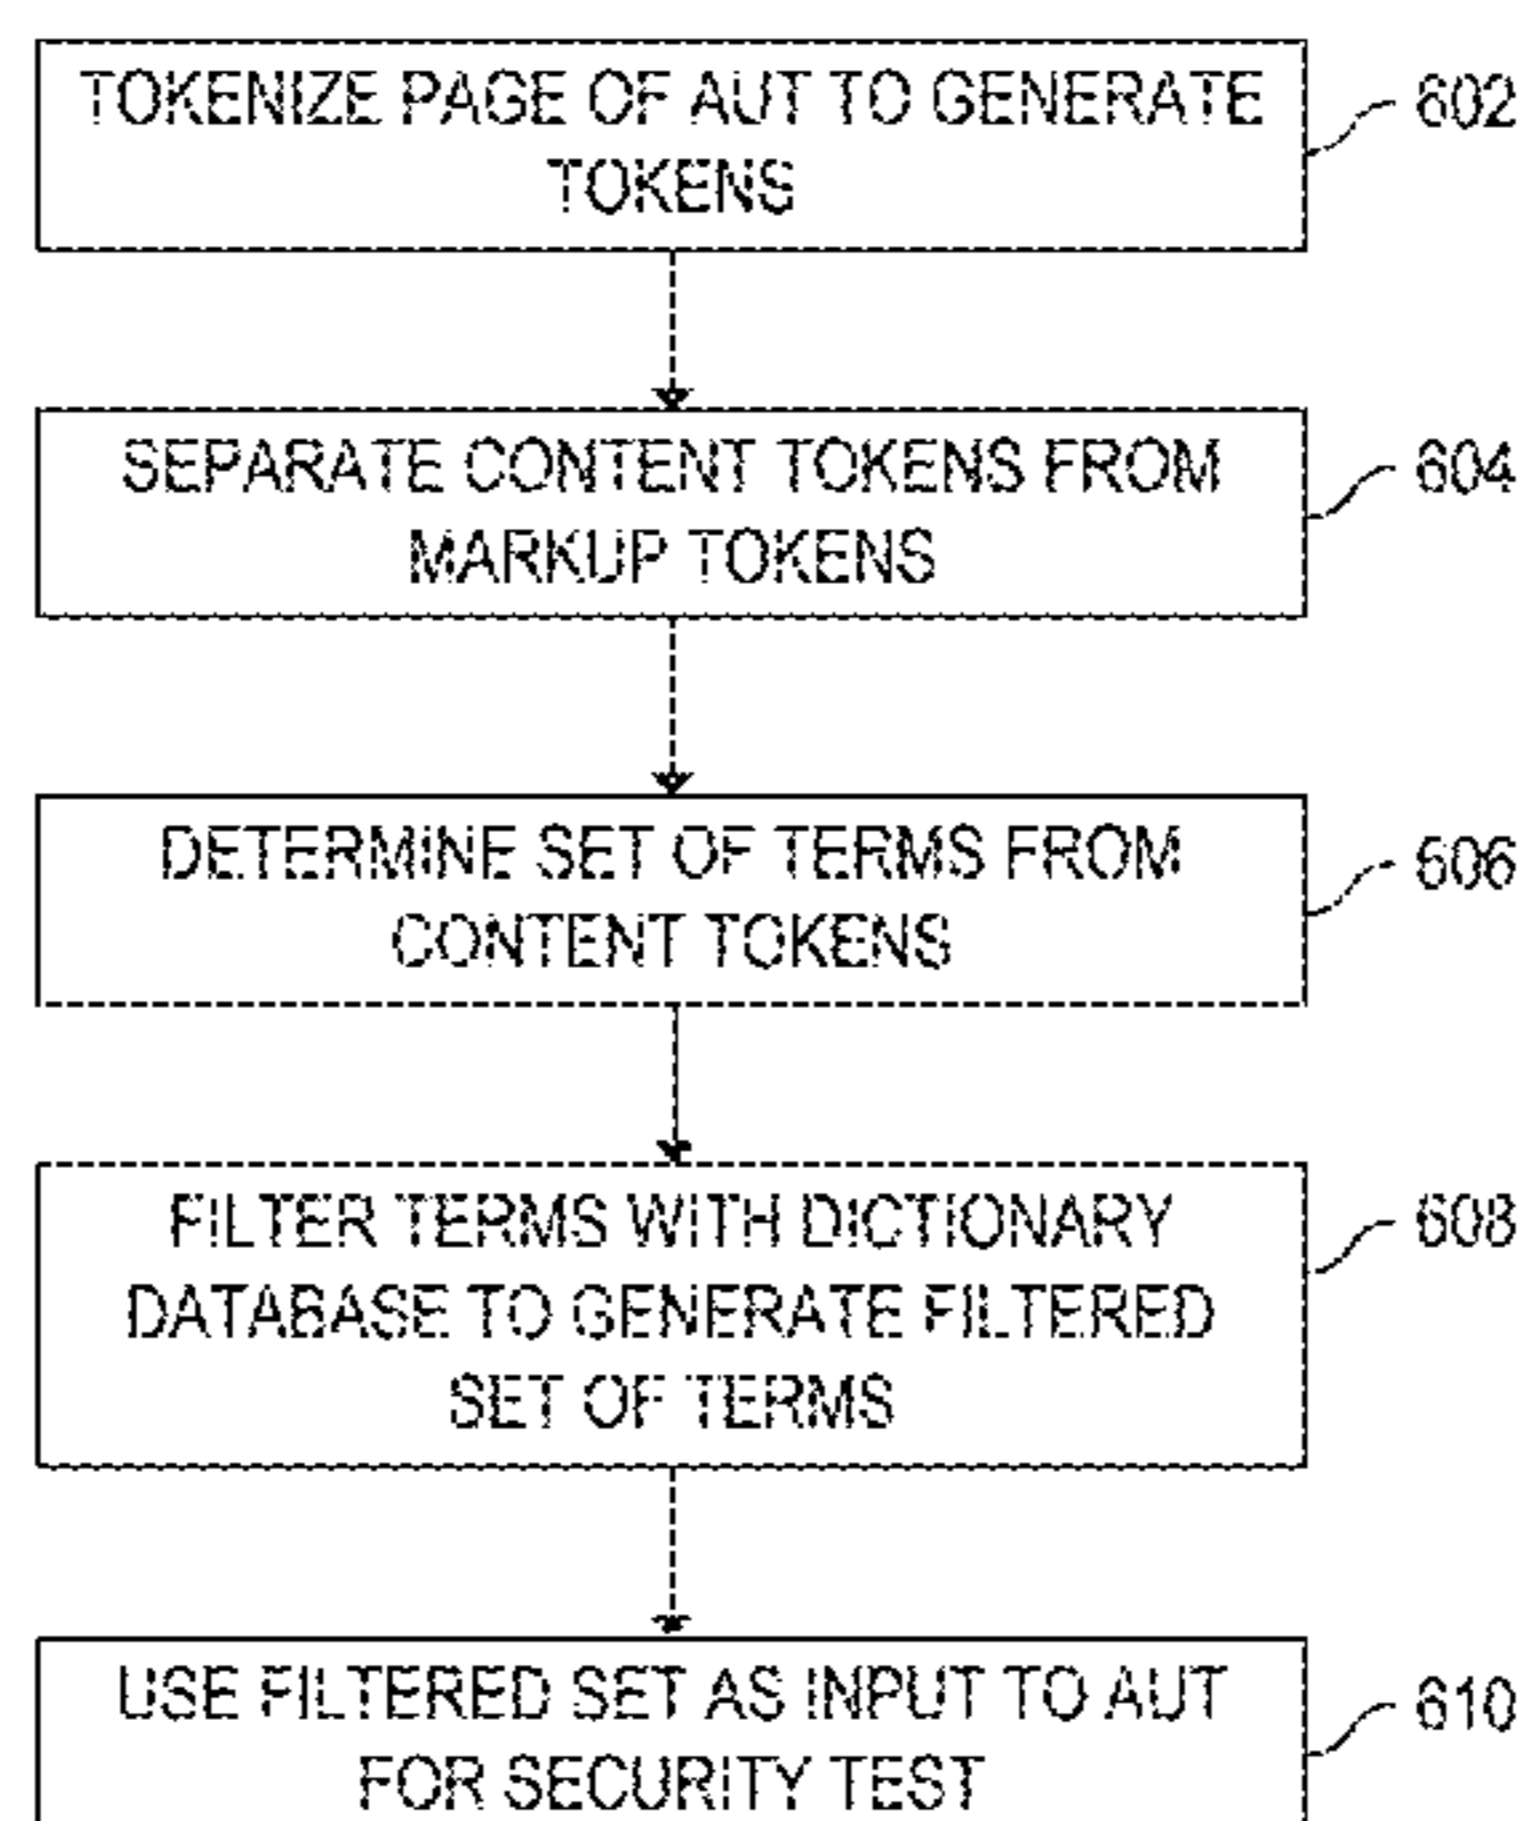 TOKENIZE PAGE OF AUT TO GENERATE
TOKENS
602
SEPARATE CONTENT TOKENS FROM
MARKUP TOKENS
604
DETERMINE SET OF TERMS FROM
CONTENT TOKENS
606
FILTER TERMS WITH DICTIONARY
DATABASE TO GENERATE FILTERED
SET OF TERMS
608
USE FILTERED SET AS INPUT TO AUT
FOR SECURITY TEST
610